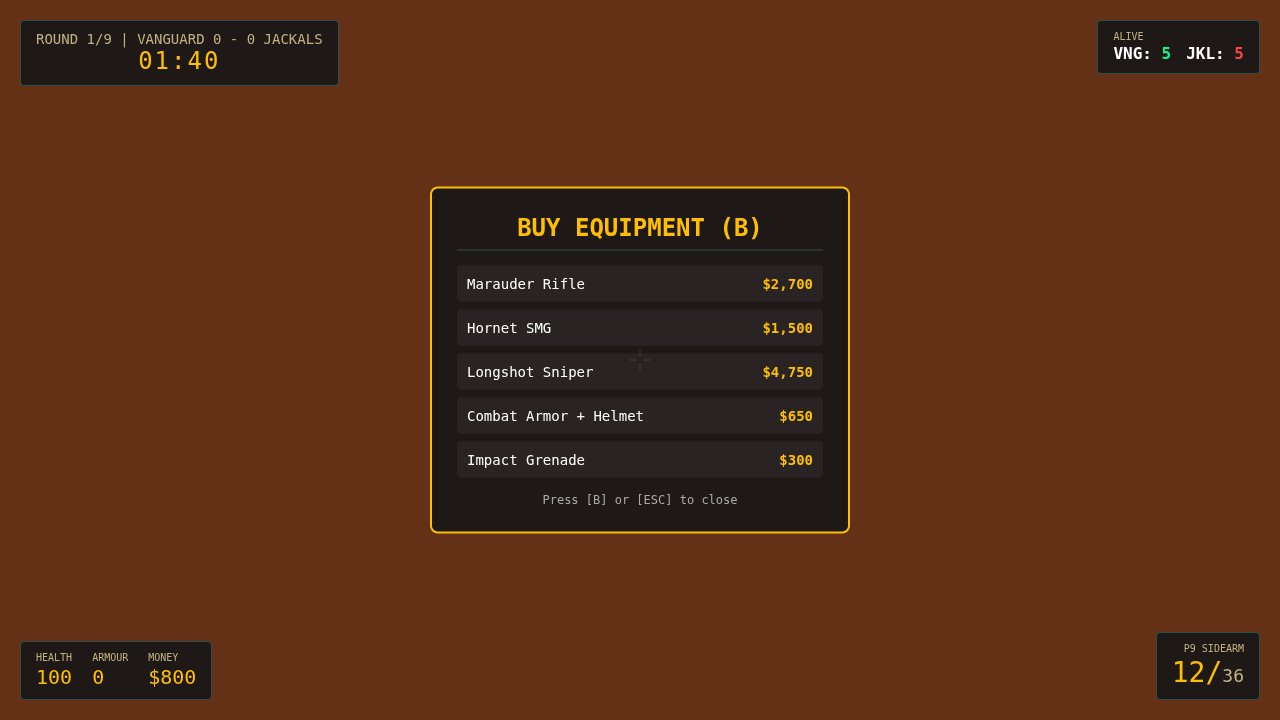 ROUND 1/9 | VANGUARD 0 - 0 JACKALS
01:40
ALIVE
VNG: 5 JKL: 5
BUY EQUIPMENT (B)
Marauder Rifle $2,700
Hornet SMG $1,500
Longshot Sniper $4,750
Combat Armor + Helmet $650
Impact Grenade $300
Press [B] or [ESC] to close
HEALTH ARMOUR MONEY
100 0 $800
P9 SIDEARM
12/36